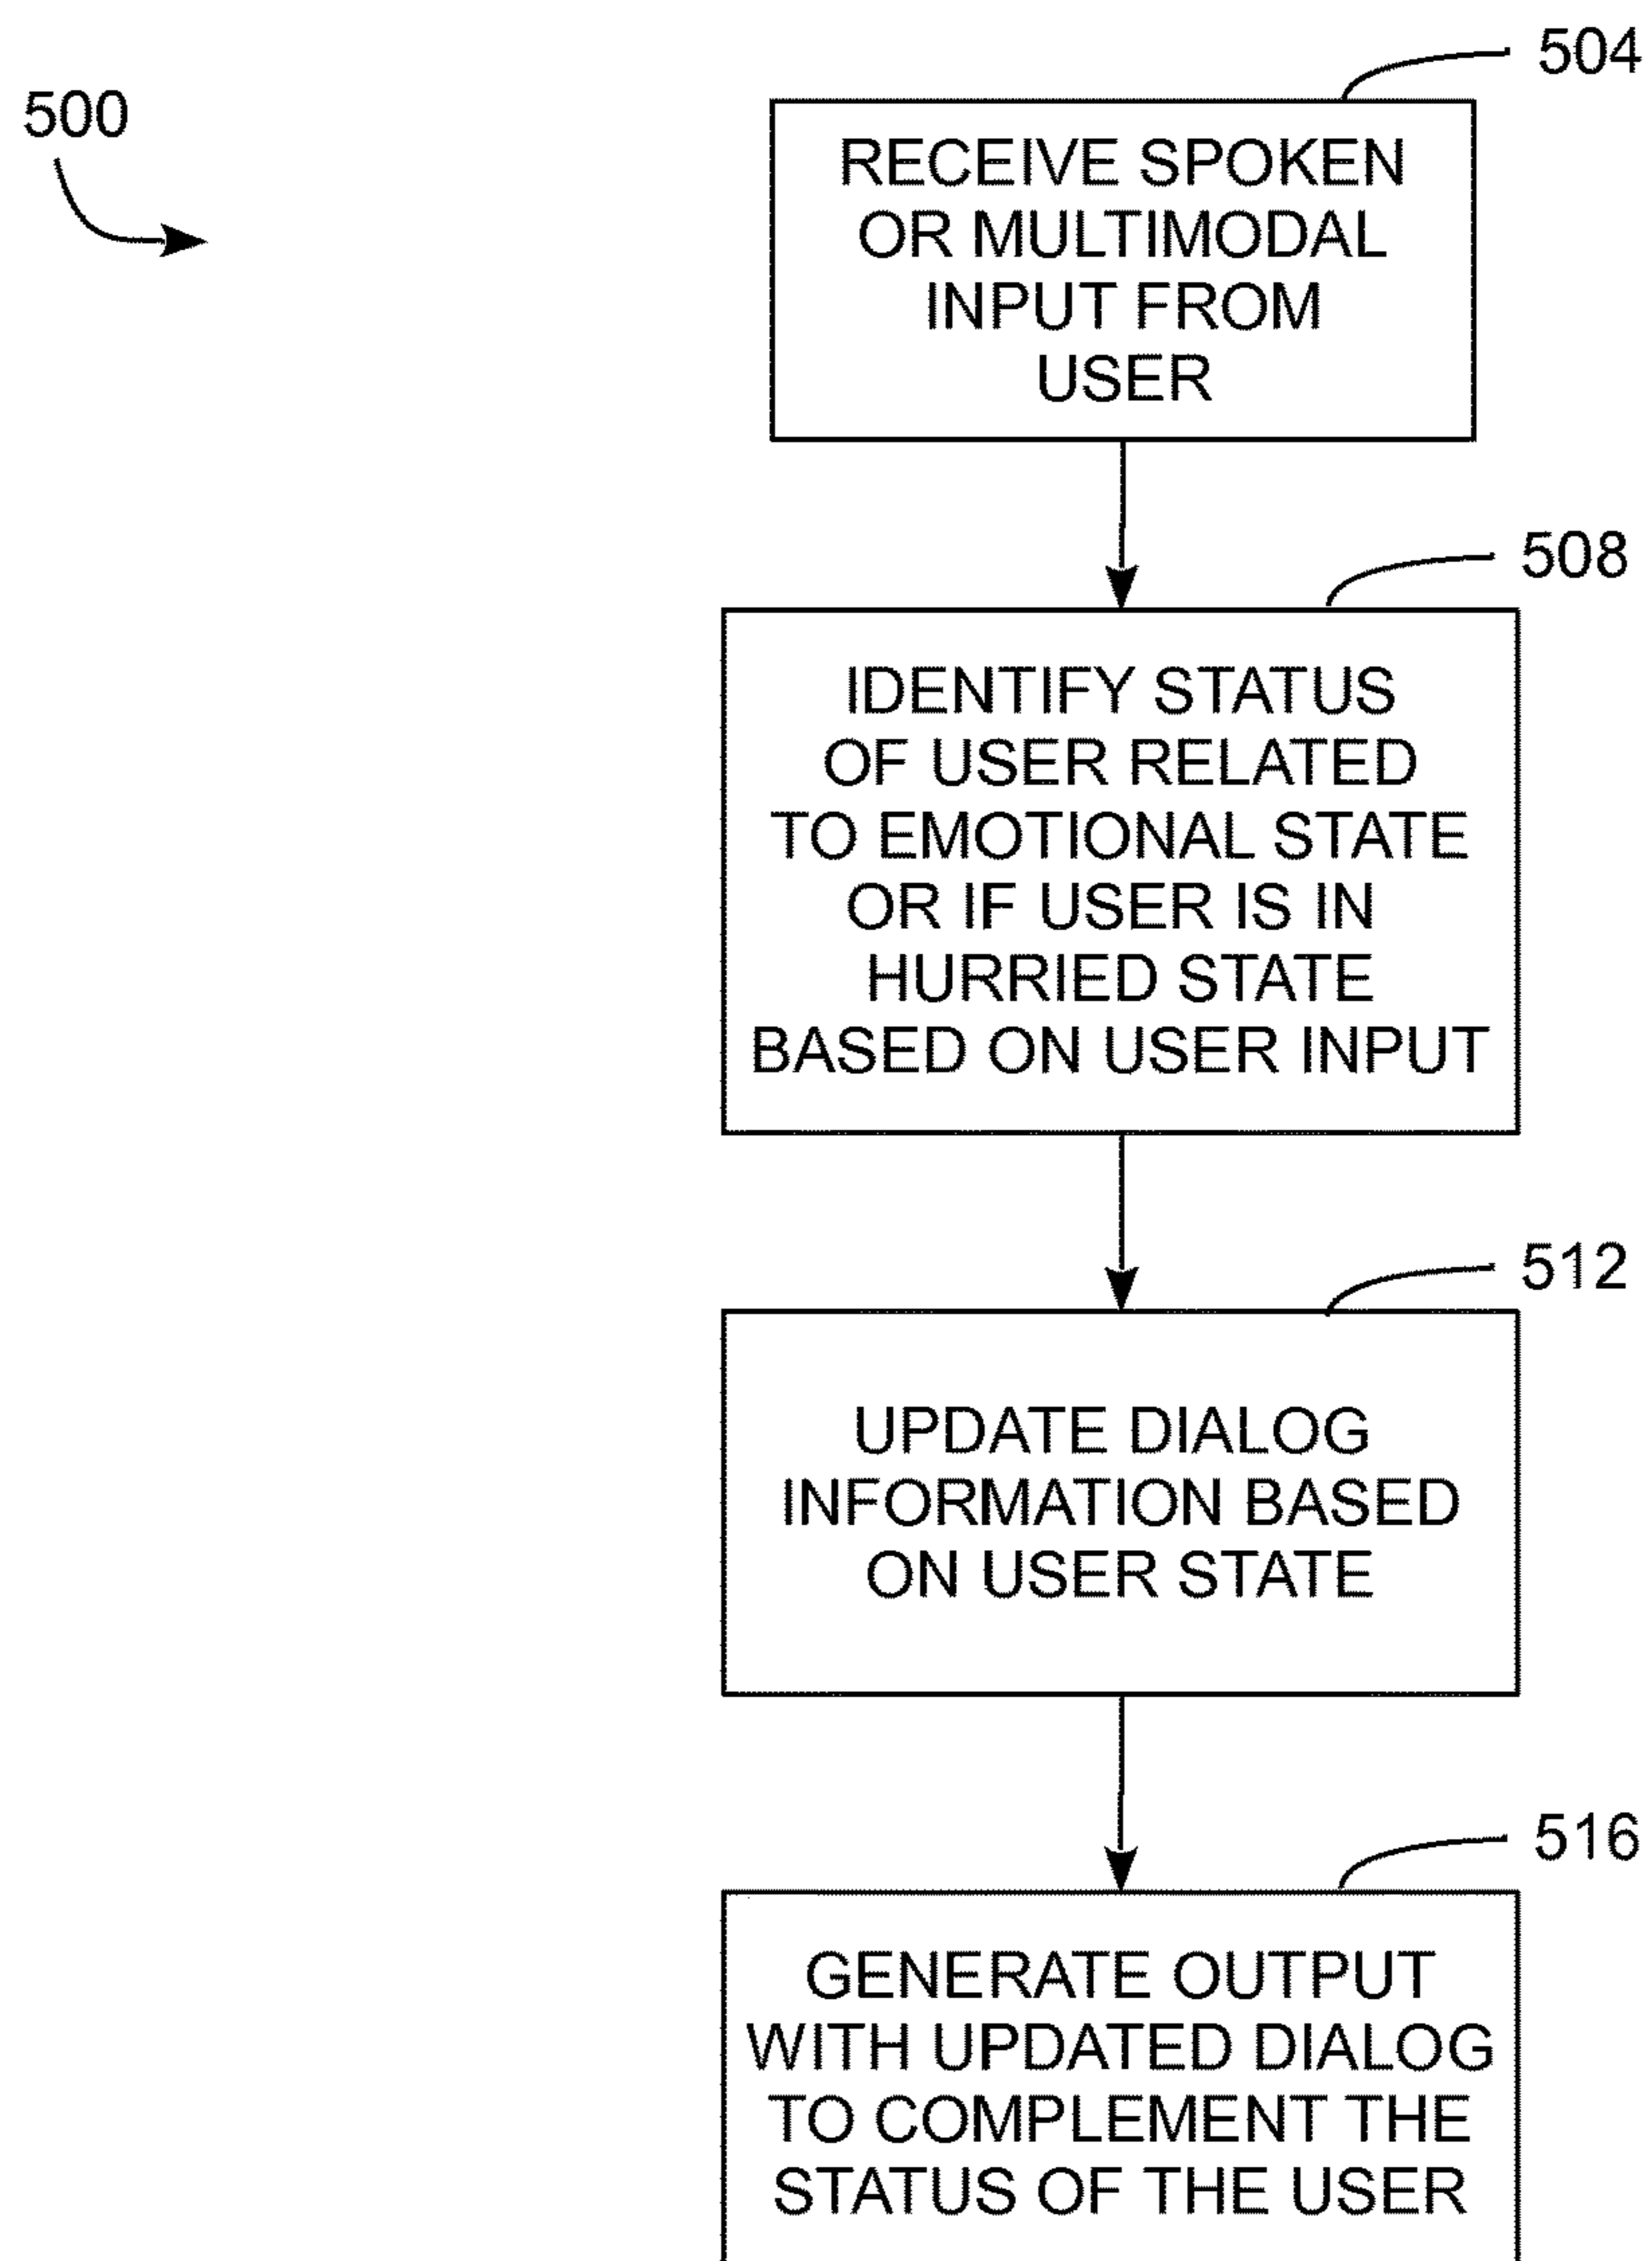 500
504
RECEIVE SPOKEN
OR MULTIMODAL
INPUT FROM
USER
508
IDENTIFY STATUS
OF USER RELATED
TO EMOTIONAL STATE
OR IF USER IS IN
HURRIED STATE
BASED ON USER INPUT
512
UPDATE DIALOG
INFORMATION BASED
ON USER STATE
516
GENERATE OUTPUT
WITH UPDATED DIALOG
TO COMPLEMENT THE
STATUS OF THE USER